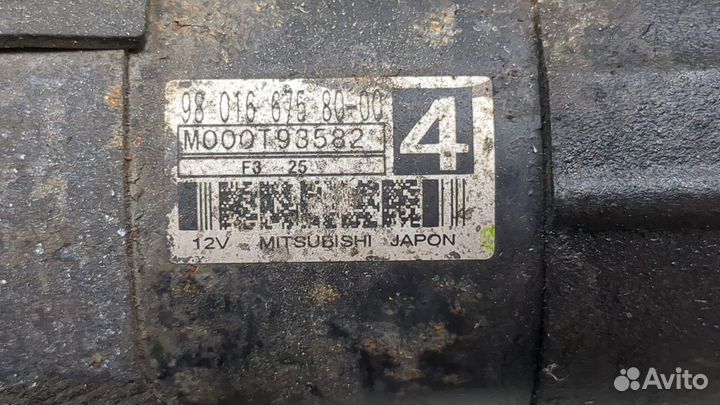 98 016 675 80-00
M000T93582
4
F3 25
12V MITSUBISHI JAPON
Avito